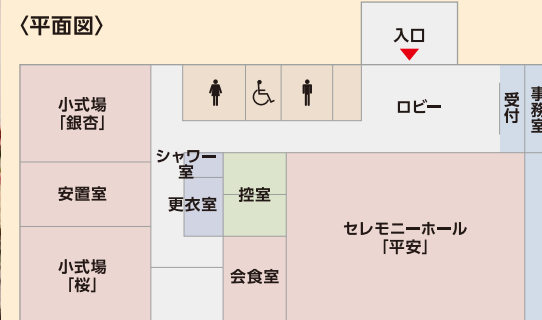 〈平面図〉
入口
小式場
「銀杏」
ロビー
受付
事務室
シャワー
室
安置室
更衣室
控室
セレモニーホール
「平安」
小式場
「桜」
会食室